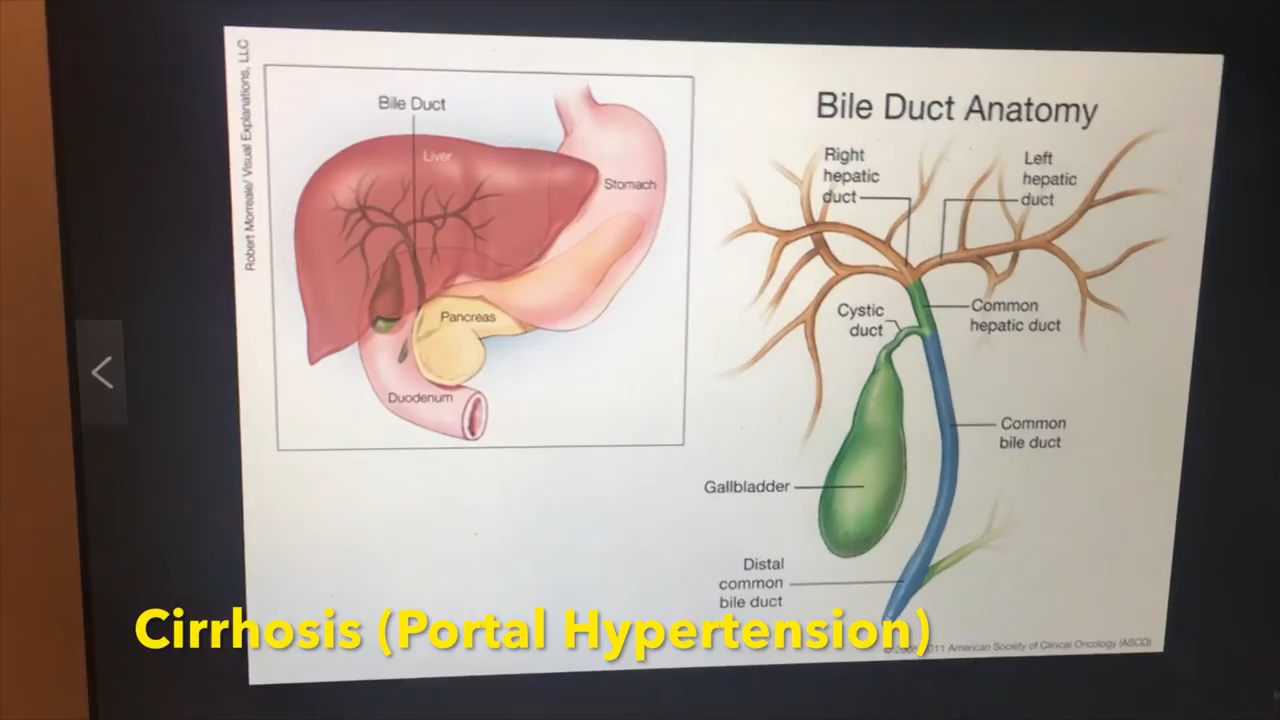 Robert Morreale/ Visual Explanations, LLC
Bile Duct
Liver
Stomach
Pancreas
Duodenum
Bile Duct Anatomy
Right
hepatic
duct
Left
hepatic
duct
Cystic
duct
Common
hepatic duct
Common
bile duct
Gallbladder
Distal
common
bile duct
Cirrhosis (Portal Hypertension)
11 American Society of Clinical Oncology (ASCO)